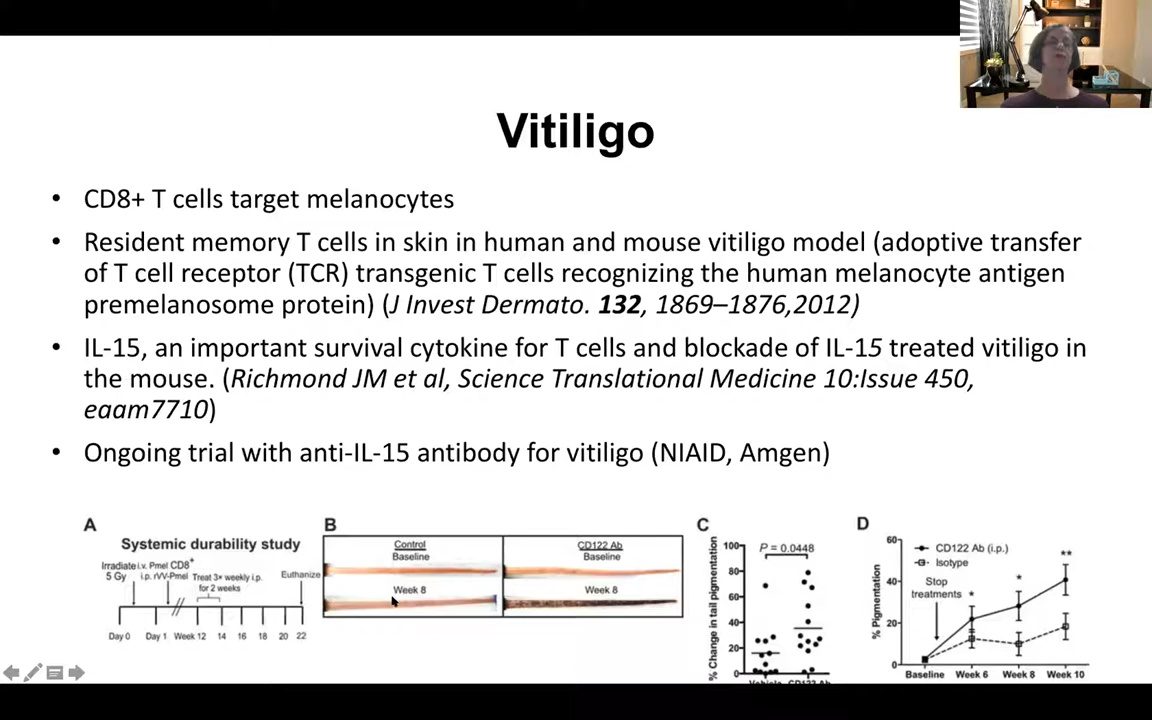 Vitiligo
• CD8+ T cells target melanocytes
• Resident memory T cells in skin in human and mouse vitiligo model (adoptive transfer
of T cell receptor (TCR) transgenic T cells recognizing the human melanocyte antigen
premelanosome protein) (J Invest Dermato. 132, 1869–1876,2012)
• IL-15, an important survival cytokine for T cells and blockade of IL-15 treated vitiligo in
the mouse. (Richmond JM et al, Science Translational Medicine 10:Issue 450,
eaam7710)
• Ongoing trial with anti-IL-15 antibody for vitiligo (NIAID, Amgen)
A
Systemic durability study
Irradiate i.v. Pmel CD8+
5 Gy i.p. rVV-Pmel Treat 3× weekly i.p. Euthanize
for 2 weeks
Day 0 Day 1 Week 12 14 16 18 20 22
B
Control CD122 Ab
Baseline Baseline
Week 8 Week 8
C
% Change in tail pigmentation
P = 0.0448
100
80
60
40
20
0
Vehicle CD122 Ab
D
% Pigmentation
60
40
20
0
CD122 Ab (i.p.)
Isotype
Stop
treatments
* * **
Baseline Week 6 Week 8 Week 10